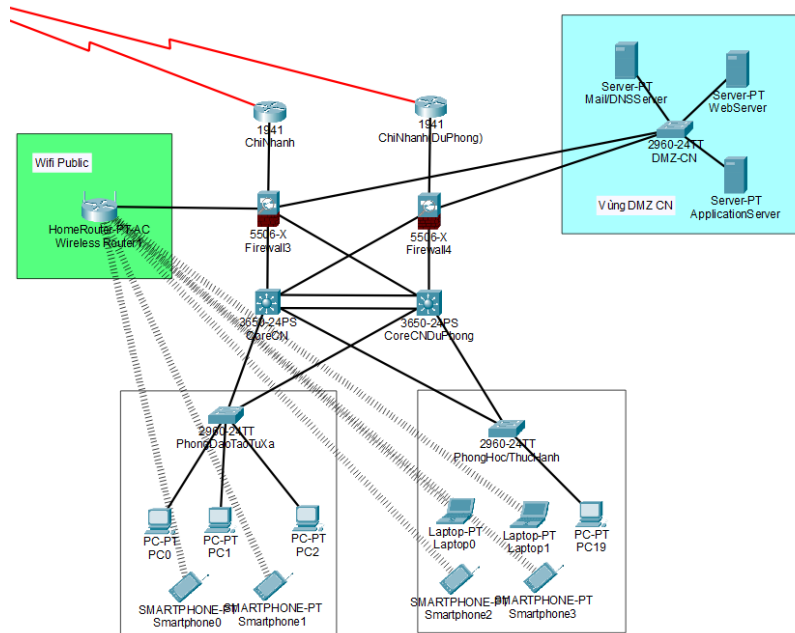 1941
ChiNhanh
1941
ChiNhanh(DuPhong)
Server-PT
Mail/DNSServer
Server-PT
WebServer
2960-24TT
DMZ-CN
Server-PT
ApplicationServer
Vùng DMZ CN
Wifi Public
HomeRouter-PT-AC
Wireless Router1
5506-X
Firewall3
5506-X
Firewall4
3650-24PS
CoreCN
3650-24PS
CoreCNDuPhong
2960-24TT
PhongDaoTaoTuXa
2960-24TT
PhongHoc/ThucHanh
PC-PT
PC0
PC-PT
PC1
PC-PT
PC2
Laptop-PT
Laptop0
Laptop-PT
Laptop1
PC-PT
PC19
SMARTPHONE-PT
Smartphone0
SMARTPHONE-PT
Smartphone1
SMARTPHONE-PT
Smartphone2
SMARTPHONE-PT
Smartphone3